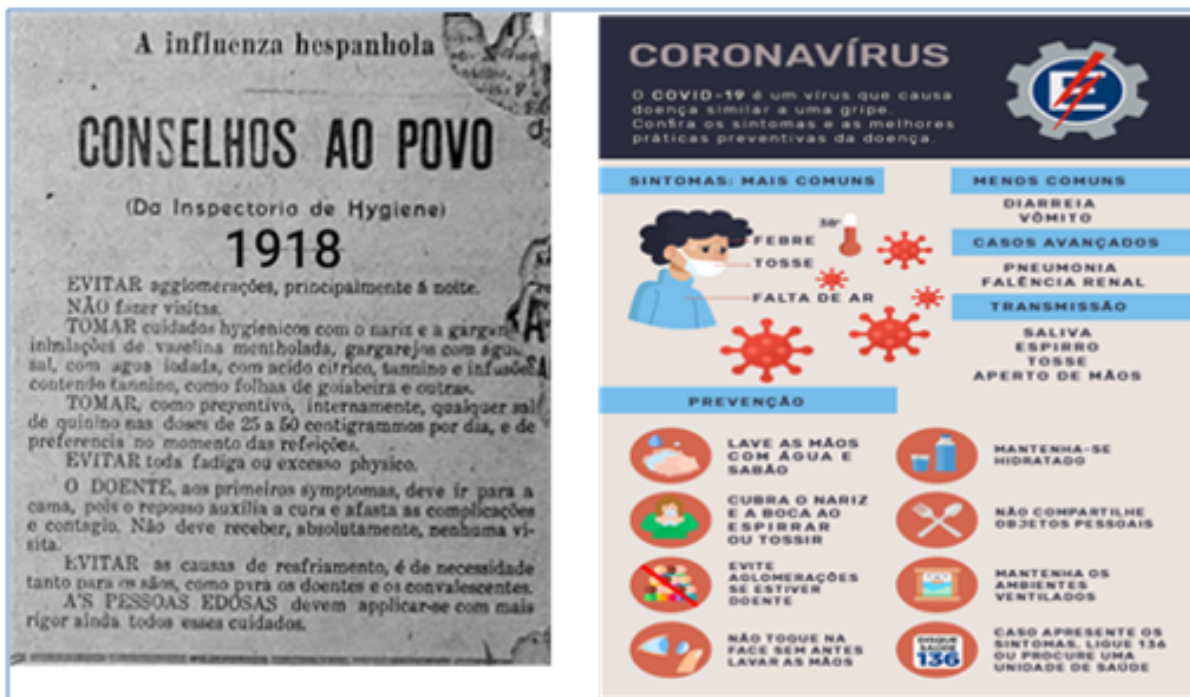 A influenza hespanhola
CONSELHOS AO POVO
(Da Inspectoria de Hygiene)
1918
EVITAR agglomerações, principalmente á noite.
NÃO fazer visitas.
TOMAR cuidados hygienicos com o nariz e a
inhalações de vaselina mentholada, gargarejos com
sal, com agua iodada, com acido citrico, tannino e
contendo tannino, como folhas de goiabeira e outras.
TOMAR, como preventivo, internamente, qualquer sal
de quinino nas doses de 25 a 50 centigrammos por dia, e de
preferencia no momento das refeições.
EVITAR toda fadiga ou excesso physico.
O DOENTE, aos primeiros symptomas, deve ir para a
cama, pois o repouso auxilia a cura e afasta as complicações
e contagio. Não deve receber, absolutamente, nenhuma vi-
sita.
EVITAR as causas de resfriamento, é de necessidade
tanto para os sãos, como para os doentes e os convalescentes.
A'S PESSOAS EDOSAS devem applicar-se com mais
rigor ainda todos esses cuidados.
CORONAVÍRUS
O COVID-19 é um vírus que causa
doença similar a uma gripe.
Confira os sintomas e as melhores
práticas preventivas da doença.
E
SINTOMAS: MAIS COMUNS
38°
FEBRE
TOSSE
FALTA DE AR
MENOS COMUNS
DIARREIA
VÔMITO
CASOS AVANÇADOS
PNEUMONIA
FALÊNCIA RENAL
TRANSMISSÃO
SALIVA
ESPIRRO
TOSSE
APERTO DE MÃOS
PREVENÇÃO
LAVE AS MÃOS
COM ÁGUA E
SABÃO
CUBRA O NARIZ
E A BOCA AO
ESPIRRAR
OU TOSSIR
EVITE
AGLOMERAÇÕES
SE ESTIVER
DOENTE
NÃO TOQUE NA
FACE SEM ANTES
LAVAR AS MÃOS
MANTENHA-SE
HIDRATADO
NÃO COMPARTILHE
OBJETOS PESSOAIS
MANTENHA OS
AMBIENTES
VENTILADOS
DISQUE
SAÚDE
136
CASO APRESENTE OS
SINTOMAS, LIGUE 136
OU PROCURE UMA
UNIDADE DE SAÚDE